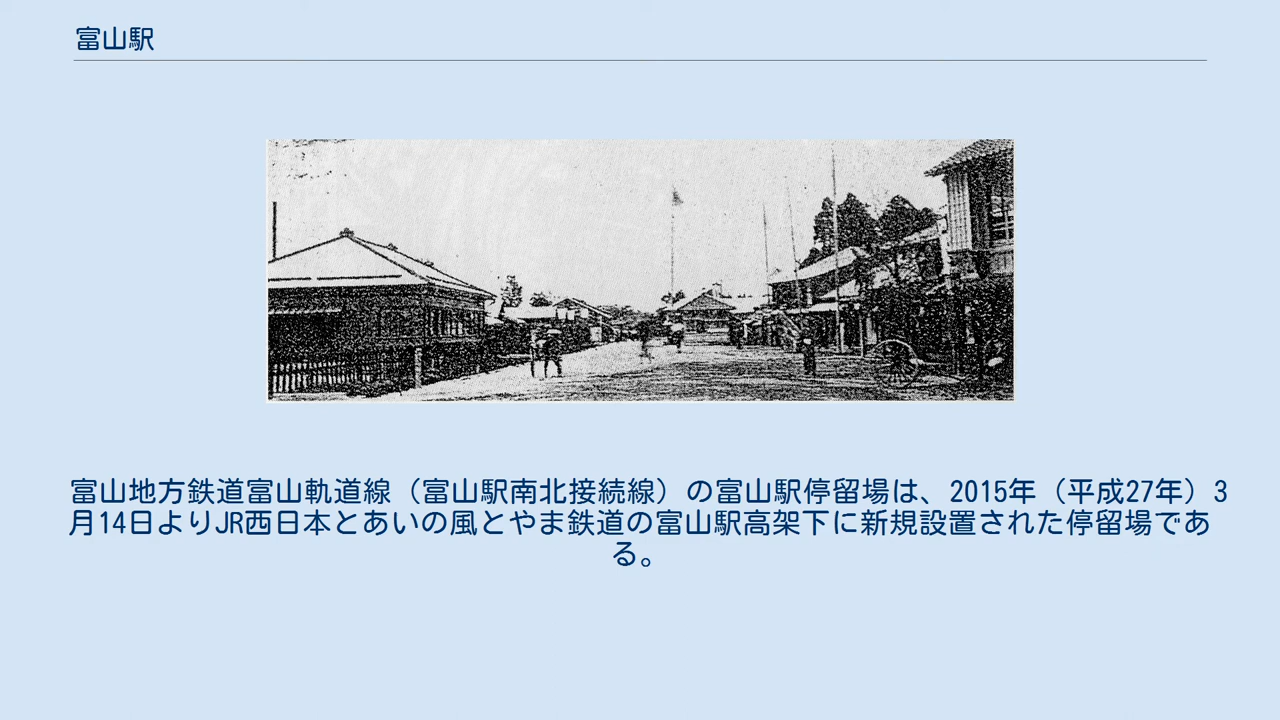 富山駅
富山地方鉄道富山軌道線（富山駅南北接続線）の富山駅停留場は、2015年（平成27年）3
月14日よりJR西日本とあいの風とやま鉄道の富山駅高架下に新規設置された停留場であ
る。